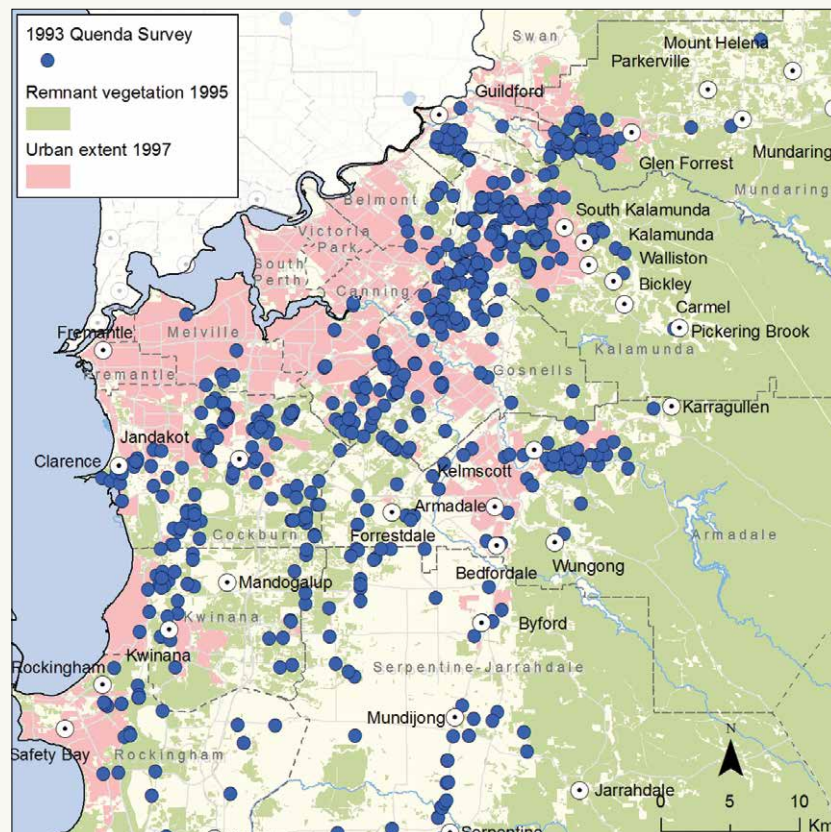 1993 Quenda Survey
Remnant vegetation 1995
Urban extent 1997
Swan
Mount Helena
Parkerville
Guildford
Glen Forrest
Mundaring
Mundaring
Belmont
South Kalamunda
Victoria
Park
Kalamunda
Walliston
South
Perth
Canning
Bickley
Carmel
Fremantle
Melville
Pickering Brook
Kalamunda
Fremantle
Gosnells
Karragullen
Jandakot
Clarence
Kelmscott
Armadale
Cockburn
Forrestdale
Armadale
Bedfordale
Wungong
Mandogalup
Kwinana
Byford
Kwinana
Rockingham
Serpentine-Jarrahdale
Mundijong
Safety Bay
Rockingham
N
Jarrahdale
0 5 10
Km
Serpentine